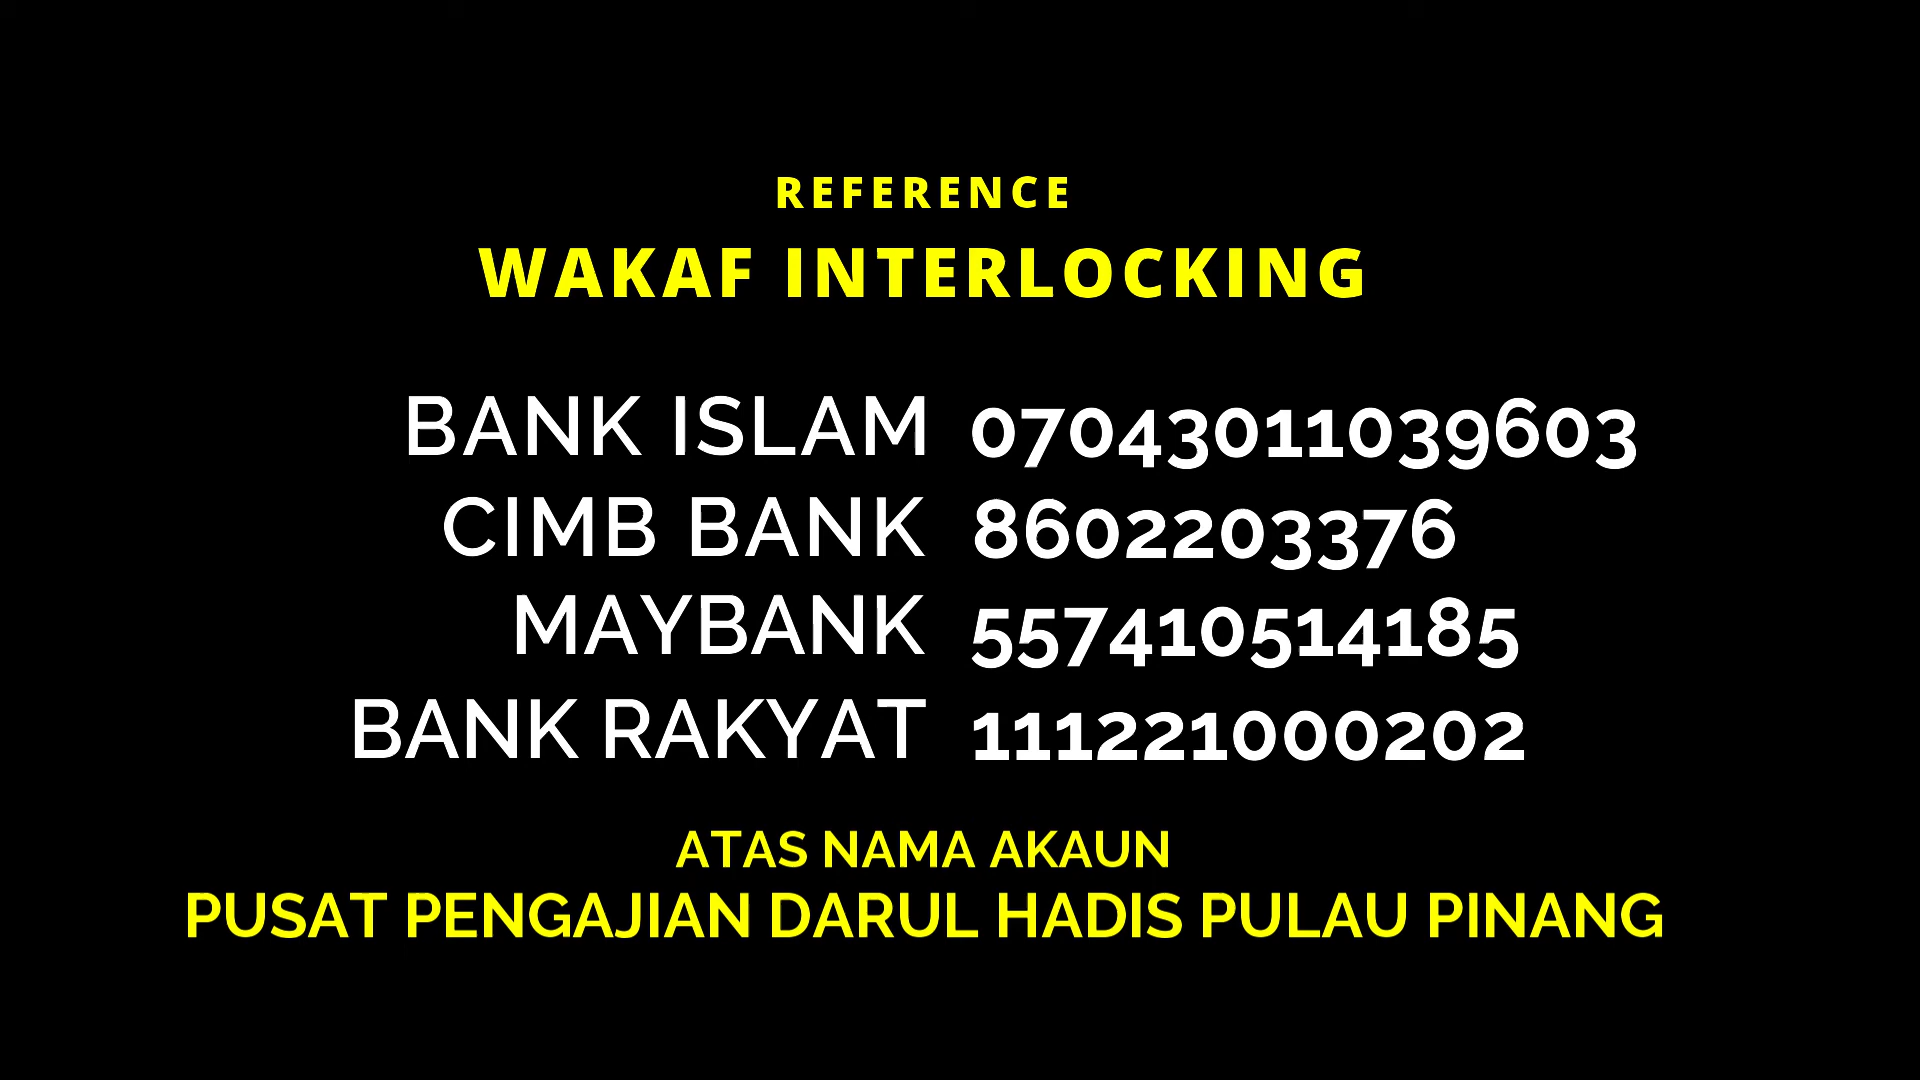 REFERENCE
WAKAF INTERLOCKING
BANK ISLAM 07043011039603
CIMB BANK 8602203376
MAYBANK 557410514185
BANK RAKYAT 111221000202
ATAS NAMA AKAUN
PUSAT PENGAJIAN DARUL HADIS PULAU PINANG